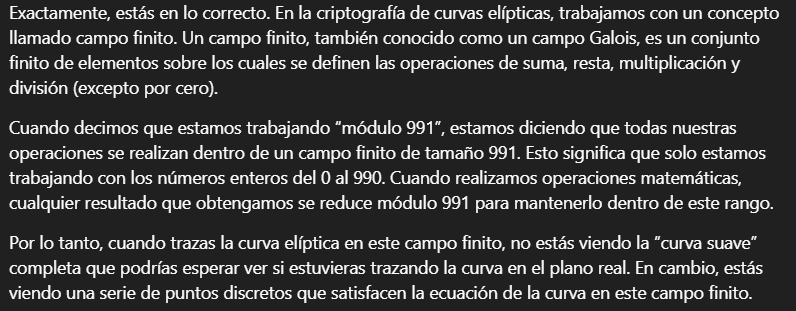 Exactamente, estás en lo correcto. En la criptografía de curvas elípticas, trabajamos con un concepto
llamado campo finito. Un campo finito, también conocido como un campo Galois, es un conjunto
finito de elementos sobre los cuales se definen las operaciones de suma, resta, multiplicación y
división (excepto por cero).
Cuando decimos que estamos trabajando “módulo 991”, estamos diciendo que todas nuestras
operaciones se realizan dentro de un campo finito de tamaño 991. Esto significa que solo estamos
trabajando con los números enteros del 0 al 990. Cuando realizamos operaciones matemáticas,
cualquier resultado que obtengamos se reduce módulo 991 para mantenerlo dentro de este rango.
Por lo tanto, cuando trazas la curva elíptica en este campo finito, no estás viendo la “curva suave”
completa que podrías esperar ver si estuvieras trazando la curva en el plano real. En cambio, estás
viendo una serie de puntos discretos que satisfacen la ecuación de la curva en este campo finito.